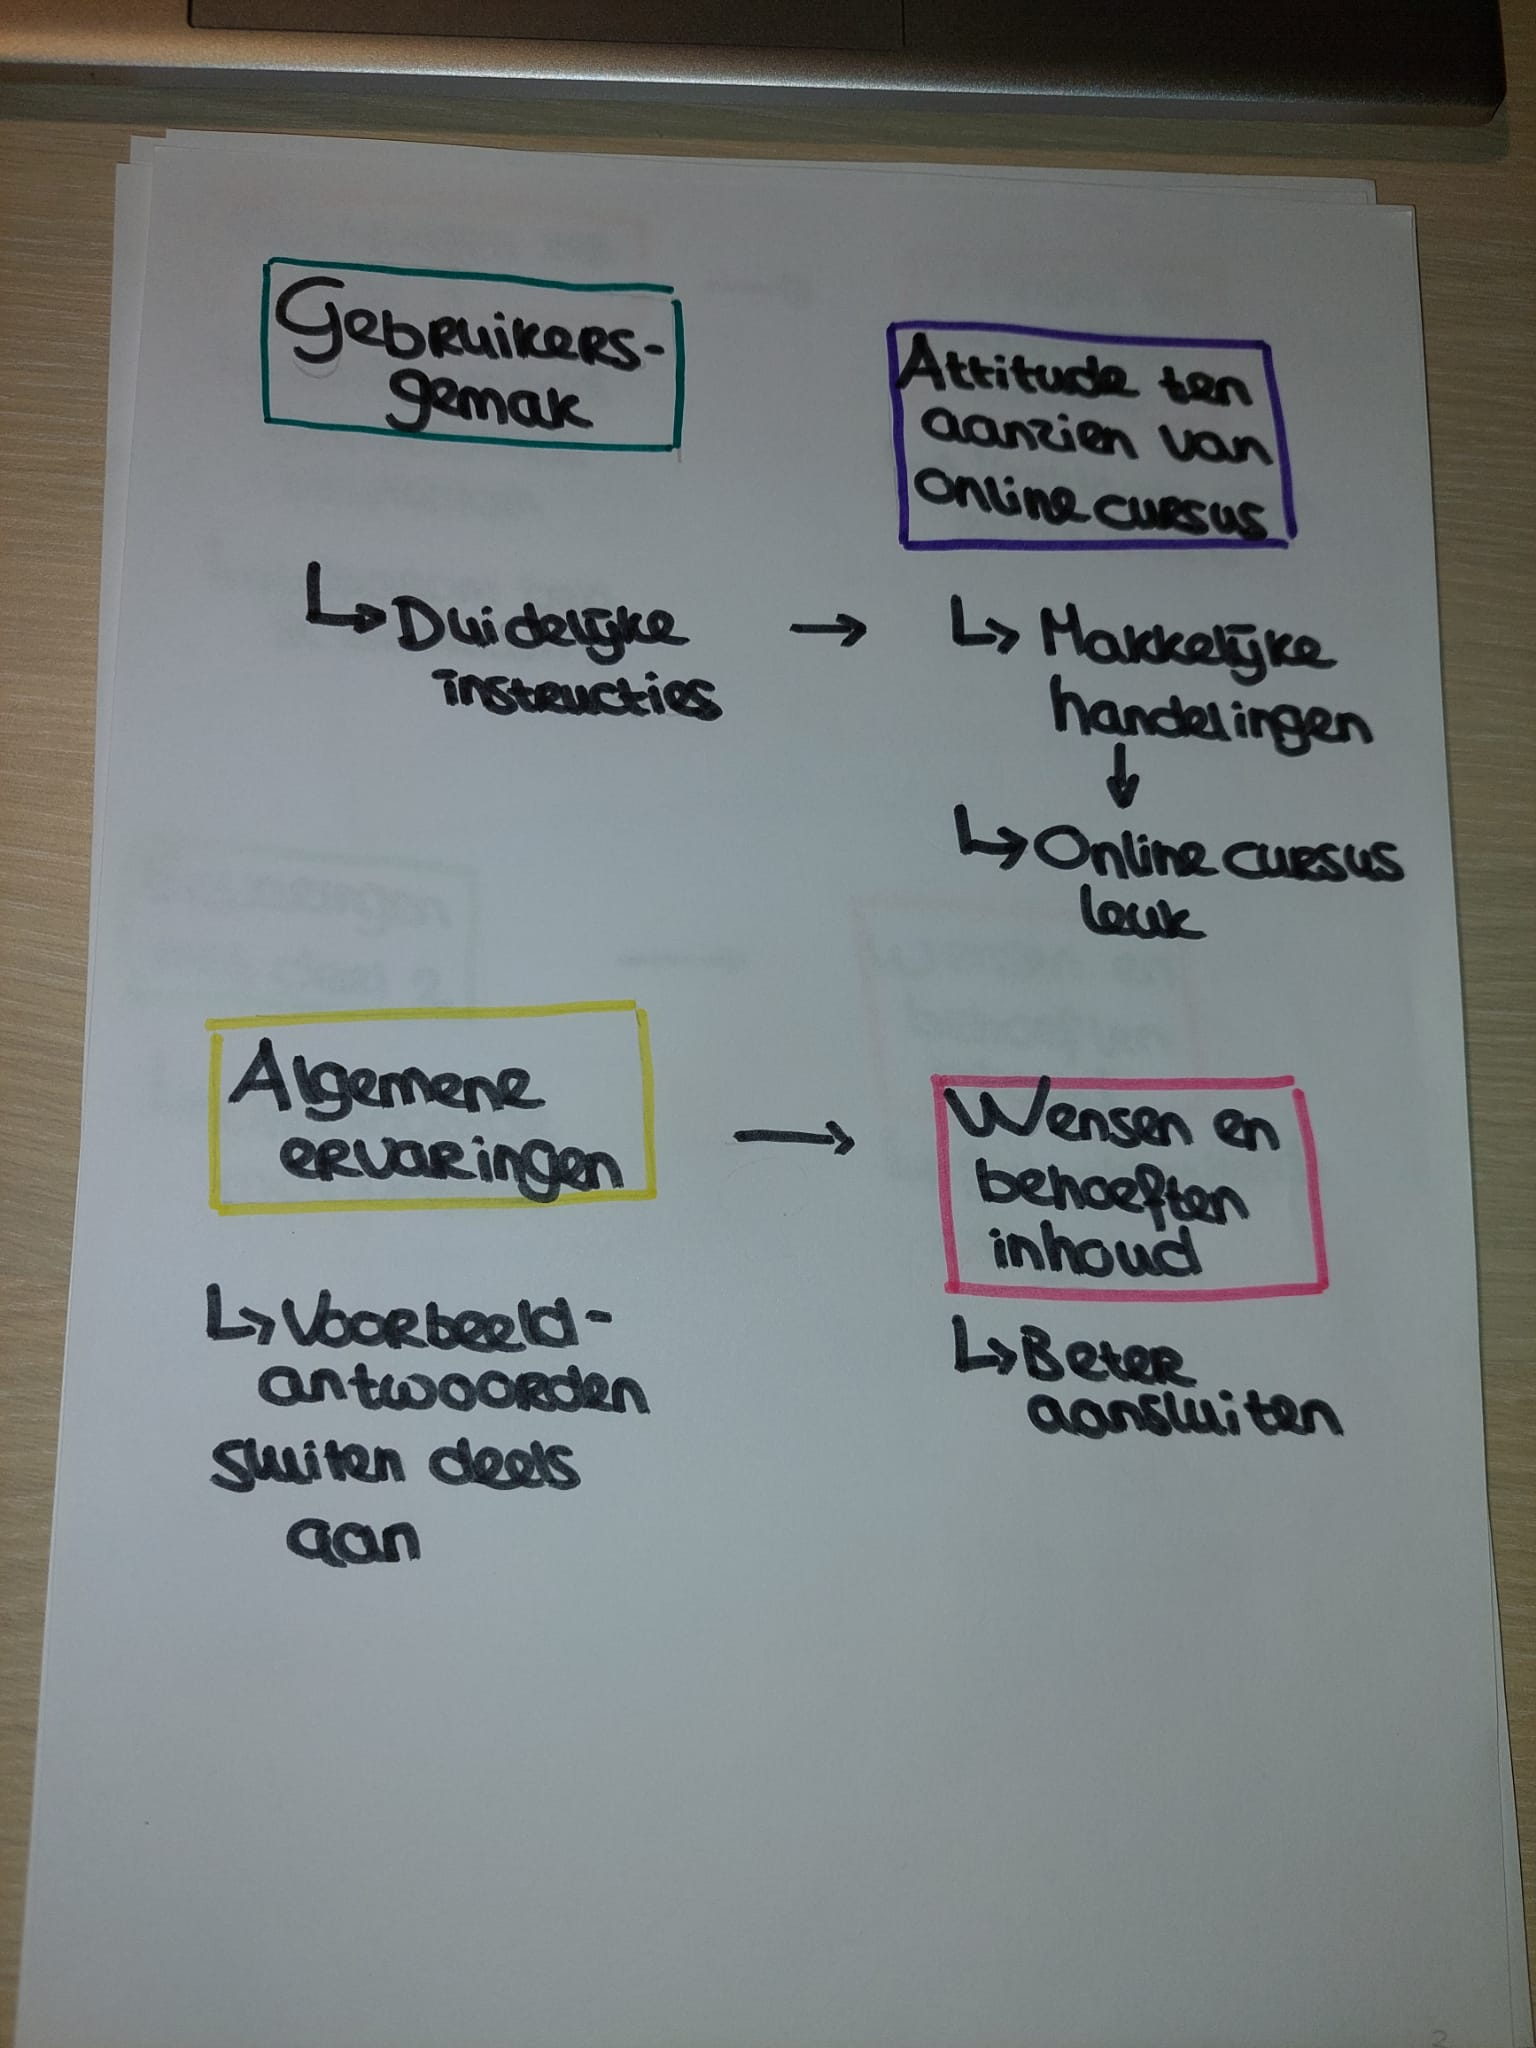 Gebruikers-
gemak
Attitude ten
aanzien van
online cursus
↳ Duidelijke
instructies
→
↳ Makkelijke
handelingen
↓
↳ Online cursus
leuk
Algemene
ervaringen
→
Wensen en
behoeften
inhoud
↳ Voorbeeld-
antwoorden
sluiten deels
aan
↳ Beter
aansluiten